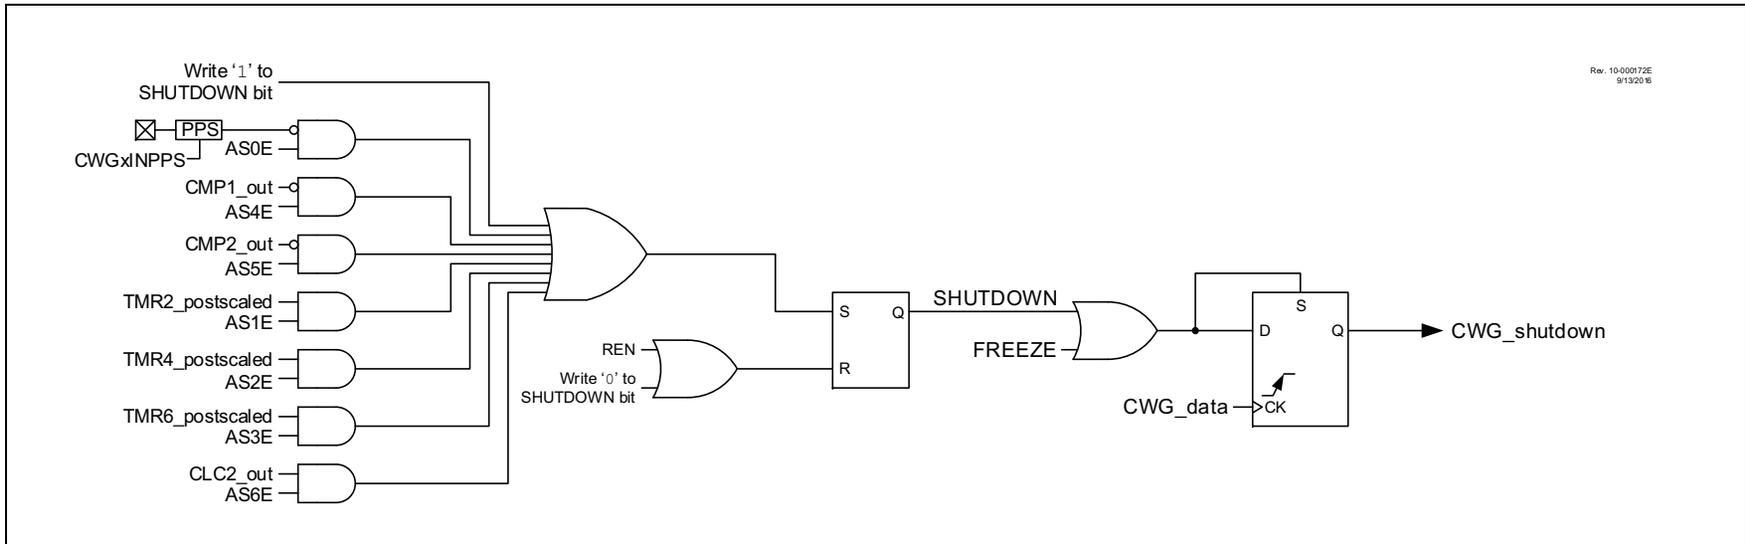 Rev. 10-000172E
9/13/2016
Write ‘1’ to
SHUTDOWN bit
PPS
CWGxINPPS
AS0E
CMP1_out
AS4E
CMP2_out
AS5E
TMR2_postscaled
AS1E
TMR4_postscaled
AS2E
TMR6_postscaled
AS3E
CLC2_out
AS6E
REN
Write ‘0’ to
SHUTDOWN bit
S
Q
R
SHUTDOWN
FREEZE
S
D
Q
CWG_data
CK
CWG_shutdown